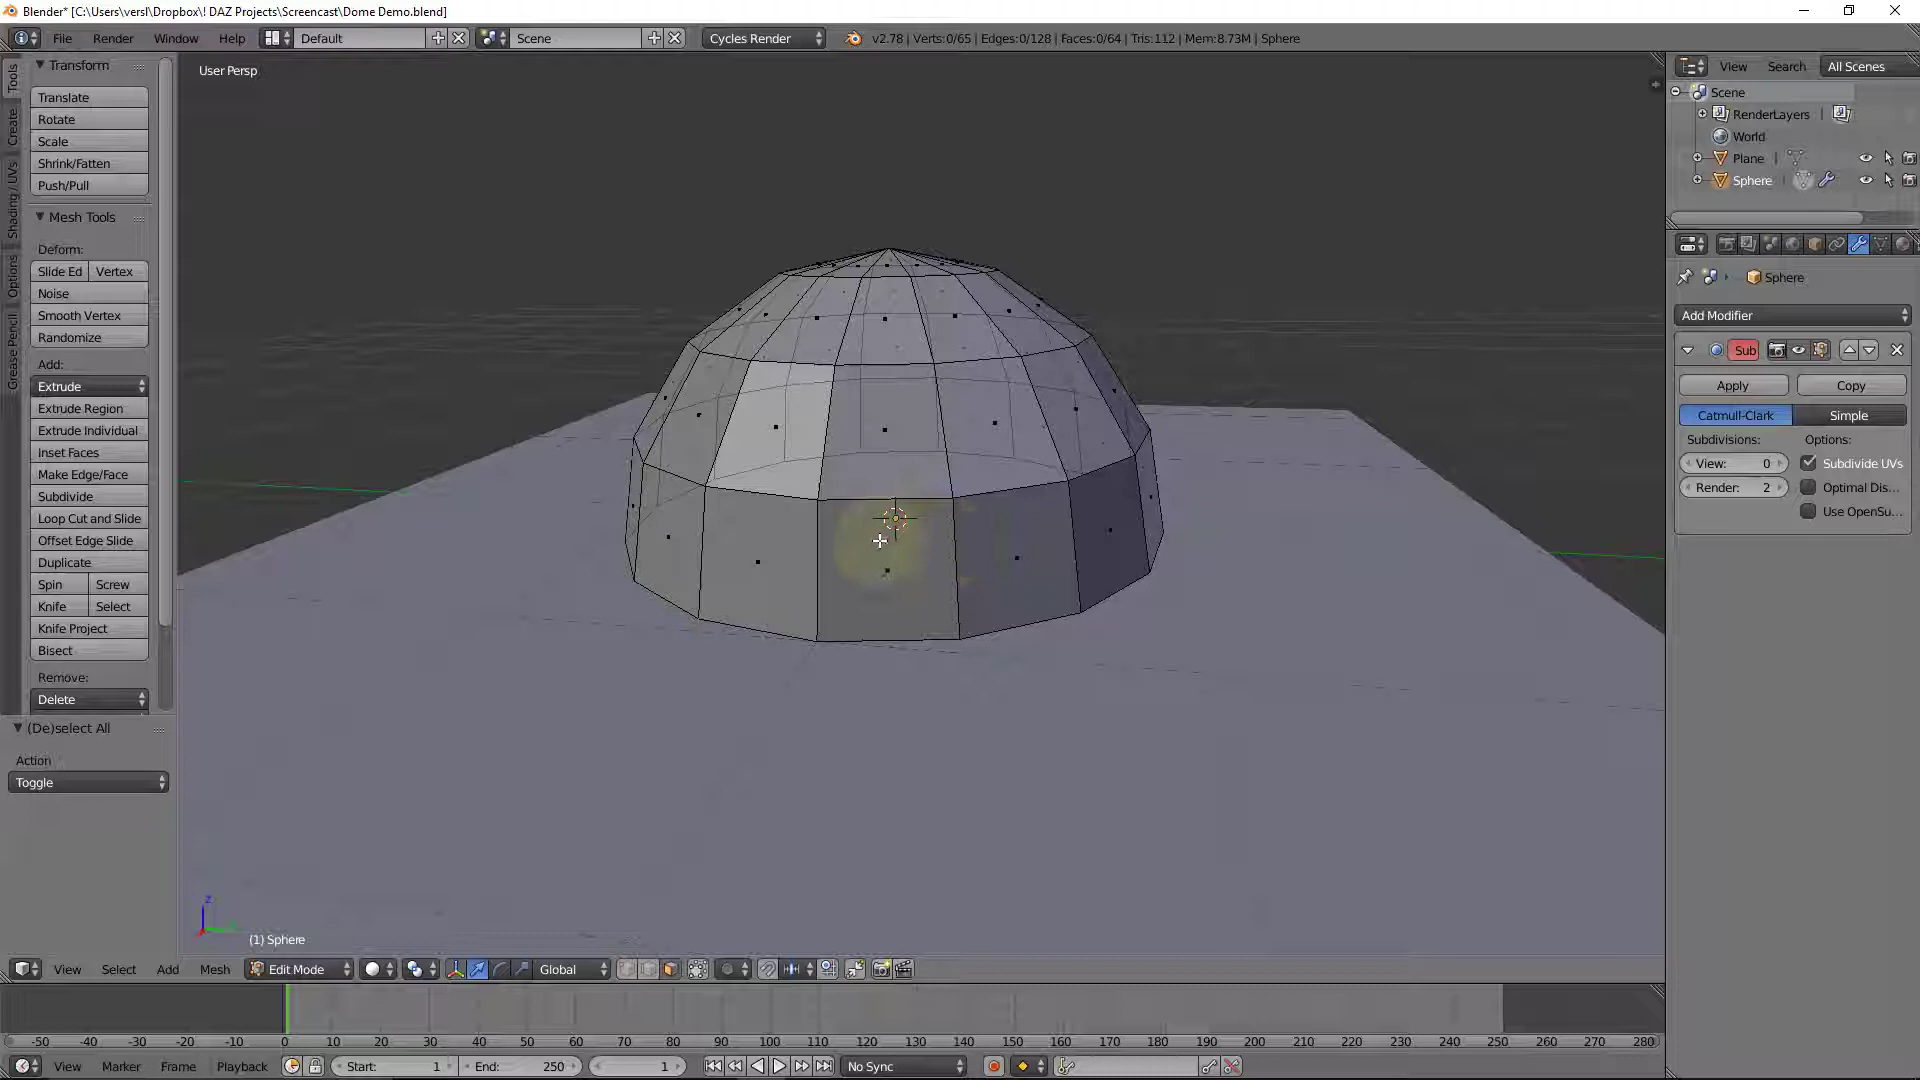 Blender* [C:\Users\versl\Dropbox\! DAZ Projects\Screencast\Dome Demo.blend]
File Render Window Help Default Scene Cycles Render v2.78 | Verts:0/65 | Edges:0/128 | Faces:0/64 | Tris:112 | Mem:8.73M | Sphere
User Persp
Tools
Create
Shading / UVs
Options
Grease Pencil
Transform
Translate
Rotate
Scale
Shrink/Fatten
Push/Pull
Mesh Tools
Deform:
Slide Ed Vertex
Noise
Smooth Vertex
Randomize
Add:
Extrude
Extrude Region
Extrude Individual
Inset Faces
Make Edge/Face
Subdivide
Loop Cut and Slide
Offset Edge Slide
Duplicate
Spin Screw
Knife Select
Knife Project
Bisect
Remove:
Delete
(De)select All
Action
Toggle
z
(1) Sphere
View Select Add Mesh Edit Mode Global
-50 -40 -30 -20 -10 0 10 20 30 40 50 60 70 80 90 100 110 120 130 140 150 160 170 180 190 200 210 220 230 240 250 260 270 280
View Marker Frame Playback Start: 1 End: 250 1 No Sync
View Search All Scenes
Scene
RenderLayers
World
Plane
Sphere
Sphere
Add Modifier
Sub
Apply Copy
Catmull-Clark Simple
Subdivisions: Options:
View: 0 Subdivide UVs
Render: 2 Optimal Dis...
Use OpenSu...